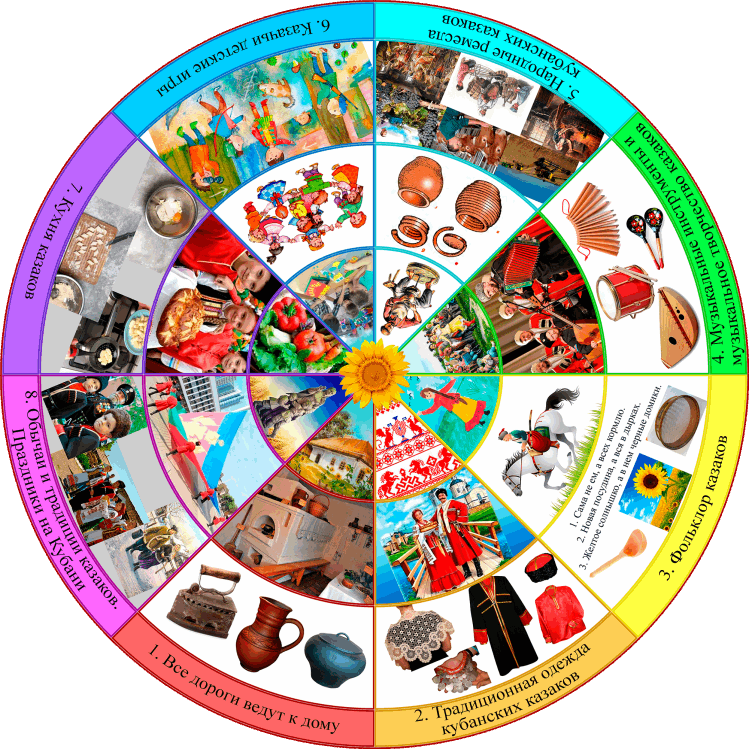 1. Все дороги ведут к дому
2. Традиционная одежда
кубанских казаков
3. Фольклор казаков
1. Сама не ем, а всех кормлю.
2. Новая посудина, а вся в дырках.
3. Желтое солнышко, а в нем черные домики.
4. Музыкальные инструменты и
музыкальное творчество казаков
5. Народные ремесла
кубанских казаков
6. Казачьи детские игры
7. Кухня казаков
8. Обычаи и традиции казаков.
Праздники на Кубани